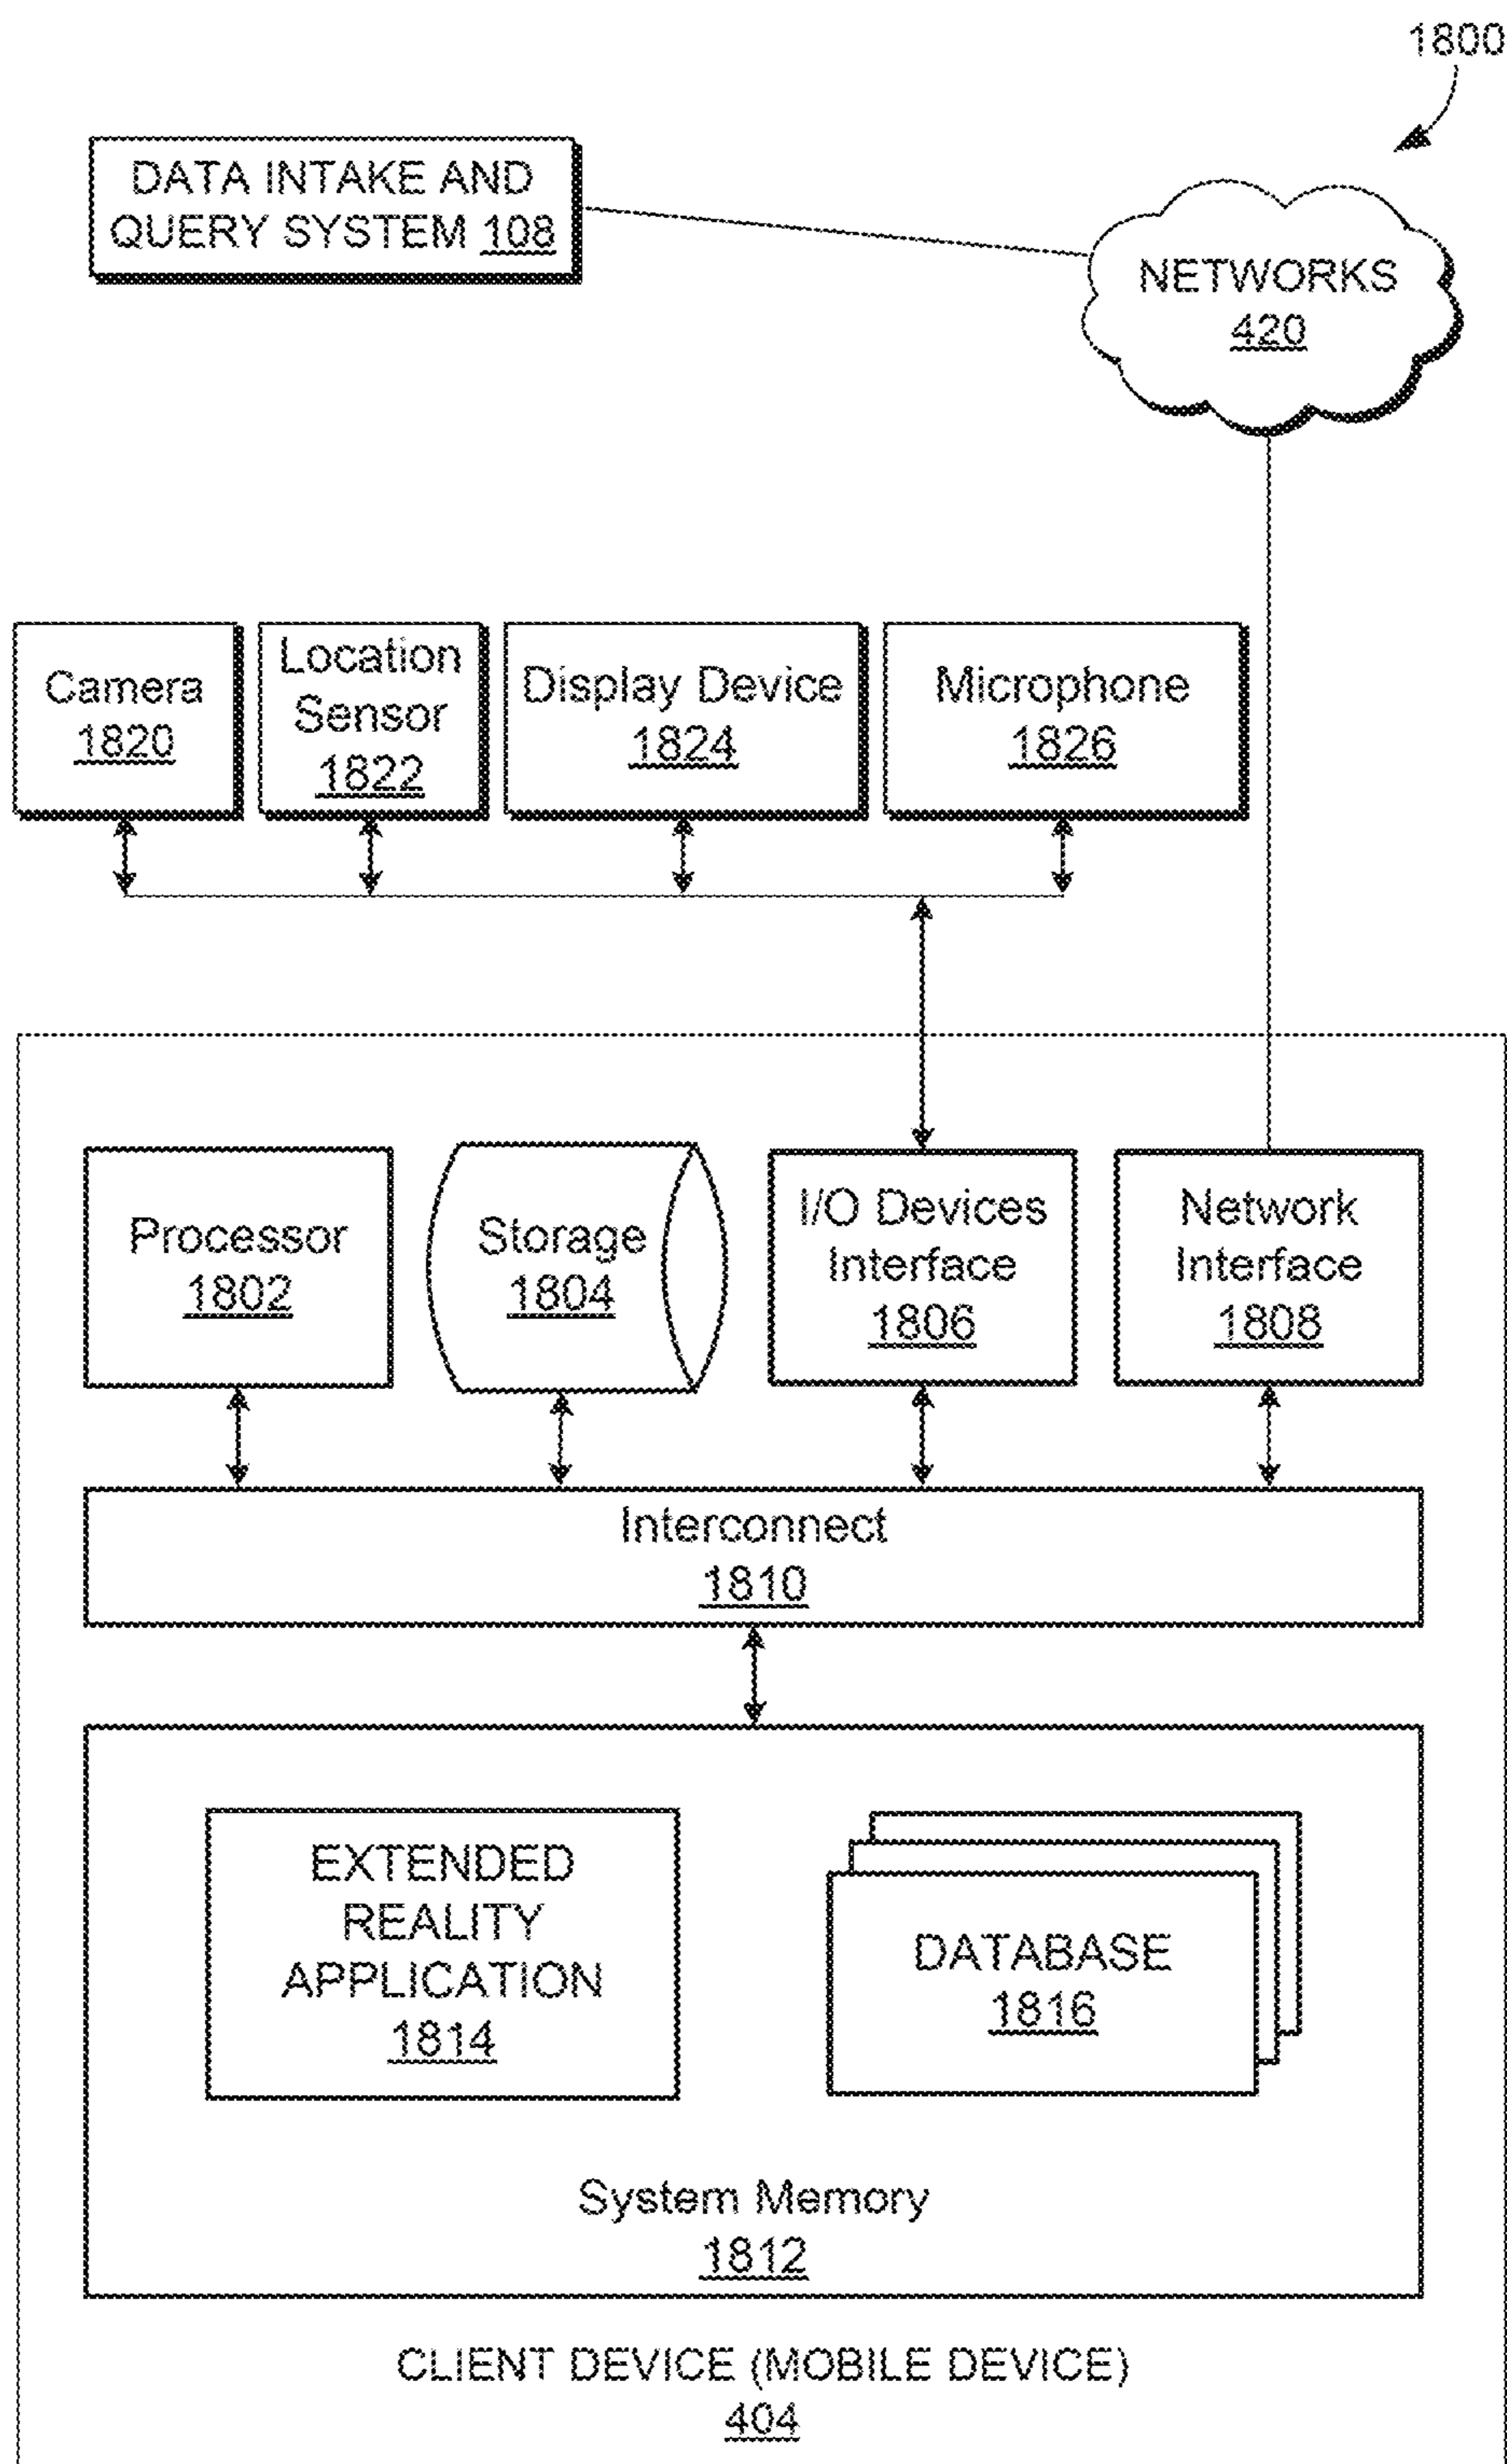 1800
DATA INTAKE AND
QUERY SYSTEM 108
NETWORKS
420
Camera
1820
Location
Sensor
1822
Display Device
1824
Microphone
1826
Processor
1802
Storage
1804
I/O Devices
Interface
1806
Network
Interface
1808
Interconnect
1810
EXTENDED
REALITY
APPLICATION
1814
DATABASE
1816
System Memory
1812
CLIENT DEVICE (MOBILE DEVICE)
404